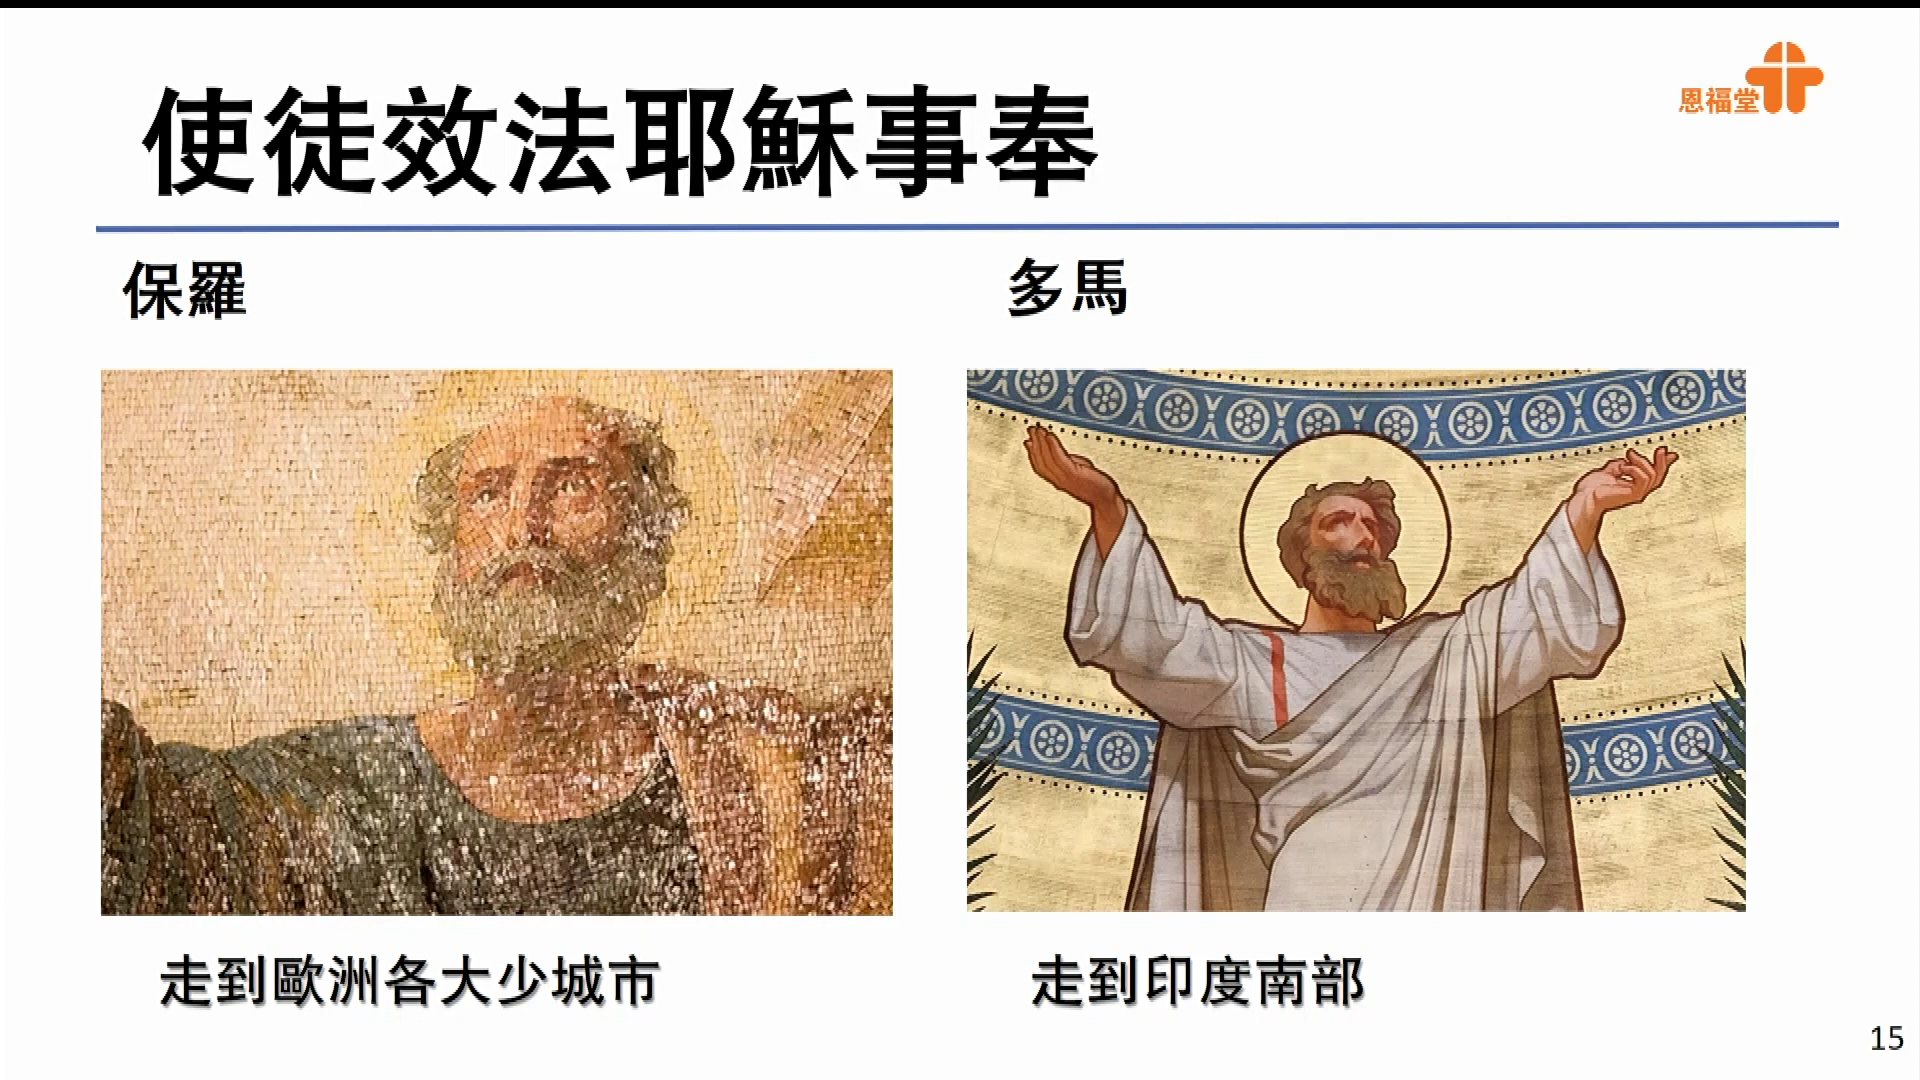 恩福堂
使徒效法耶穌事奉
保羅
多馬
走到歐洲各大少城市
走到印度南部
15